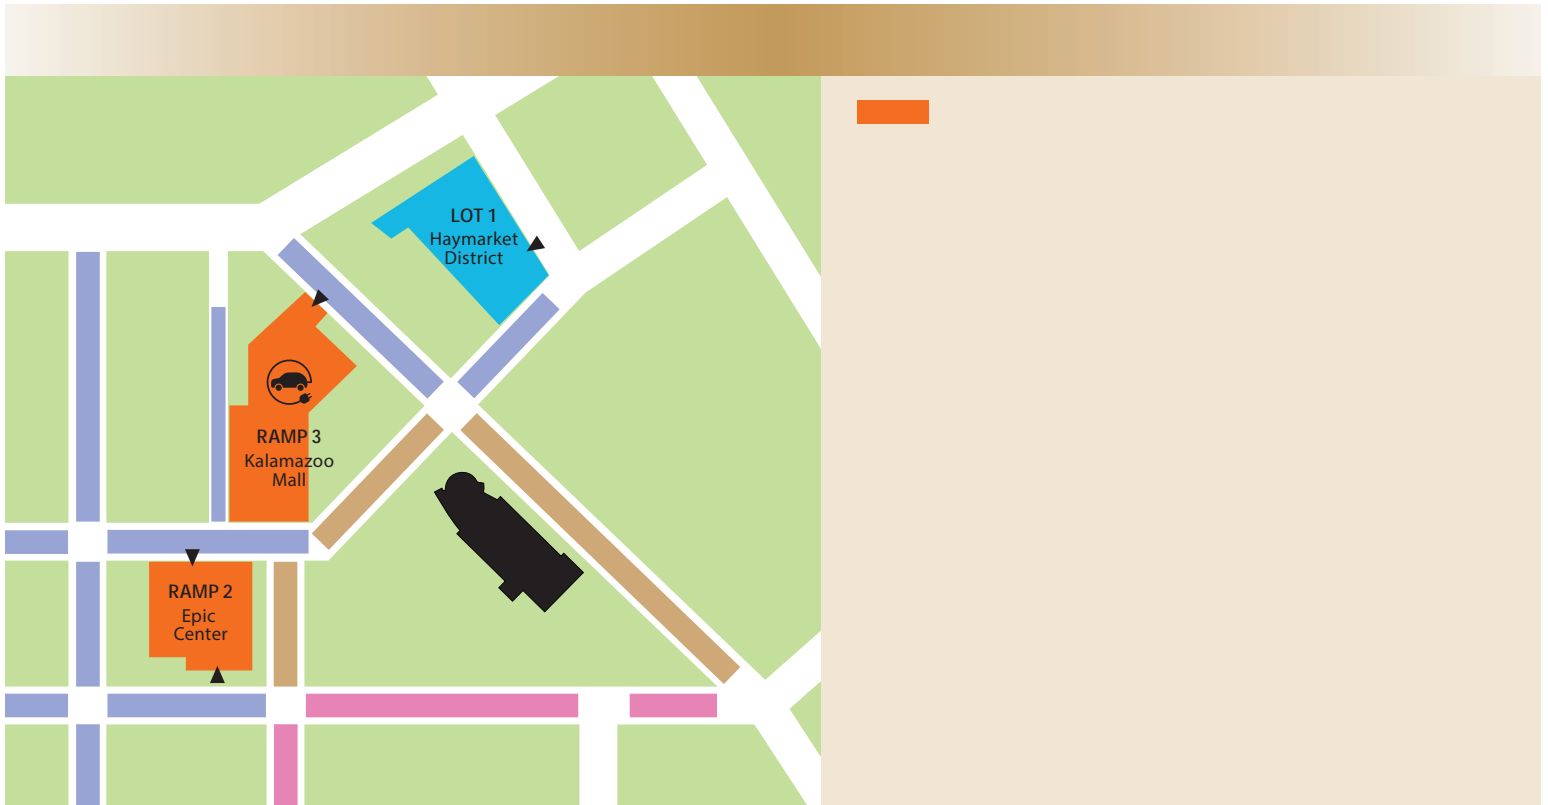 LOT 1
Haymarket
District
RAMP 3
Kalamazoo
Mall
RAMP 2
Epic
Center